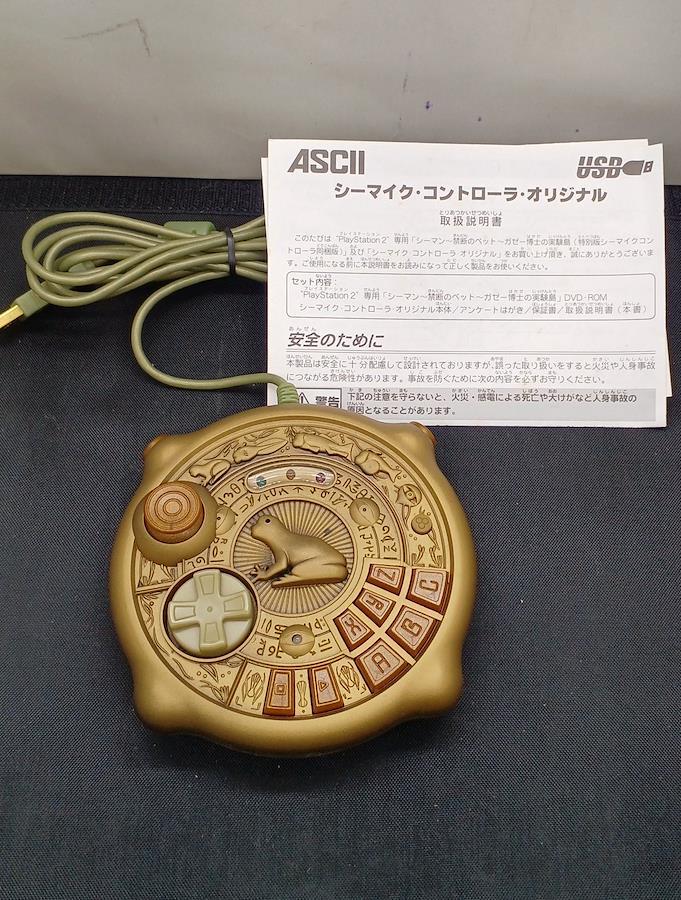 ASCII
USB
シーマイク・コントローラ・オリジナル
とりあつかいせつめいしょ
取扱説明書
このたびは“PlayStation 2”専用「シーマン~禁断のペット~ガゼー博士の実験島（特別版シーマイクコン
トローラ同梱版）」及び「シーマイク・コントローラ・オリジナル」をお買い上げ頂き、誠にありがとうございま
す。ご使用になる前に本説明書をお読みになって正しく製品をお使いください。
セット内容：
“PlayStation 2”専用「シーマン~禁断のペット~ガゼー博士の実験島」DVD-ROM
シーマイク・コントローラ・オリジナル本体／アンケートはがき／保証書／取扱説明書（本書）
あんぜん
安全のために
本製品は安全に十分配慮して設計されておりますが、誤った取り扱いをすると火災や人身事故
につながる危険性があります。事故を防ぐために次の内容を必ずお守りください。
警告
下記の注意を守らないと、火災・感電による死亡や大けがなど人身事故の
原因となることがあります。
X Y Z
A B C